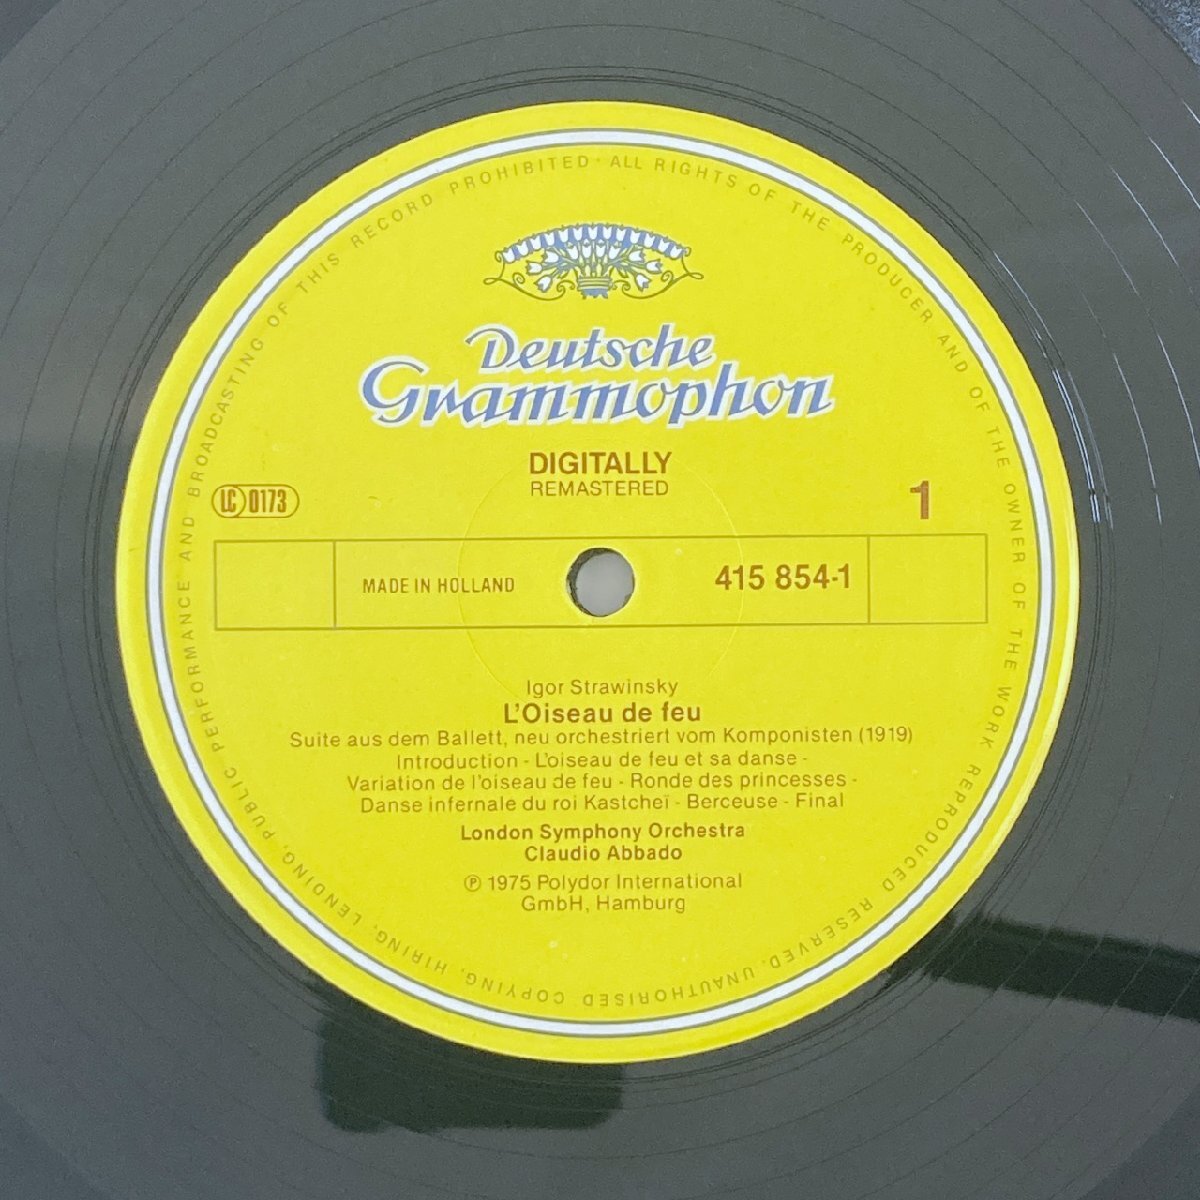 Deutsche
Grammophon
DIGITALLY
REMASTERED
LC 0173
1
MADE IN HOLLAND
415 854-1
Igor Strawinsky
L'Oiseau de feu
Suite aus dem Ballett, neu orchestriert vom Komponisten (1919)
Introduction - L'oiseau de feu et sa danse -
Variation de l'oiseau de feu - Ronde des princesses -
Danse infernale du roi Kastcheï - Berceuse - Final
London Symphony Orchestra
Claudio Abbado
℗ 1975 Polydor International
GmbH, Hamburg
ALL RIGHTS OF THE PRODUCER AND OF THE OWNER OF THE WORK REPRODUCED RESERVED. UNAUTHORISED COPYING, HIRING, LENDING, PUBLIC PERFORMANCE AND BROADCASTING OF THIS RECORD PROHIBITED ·